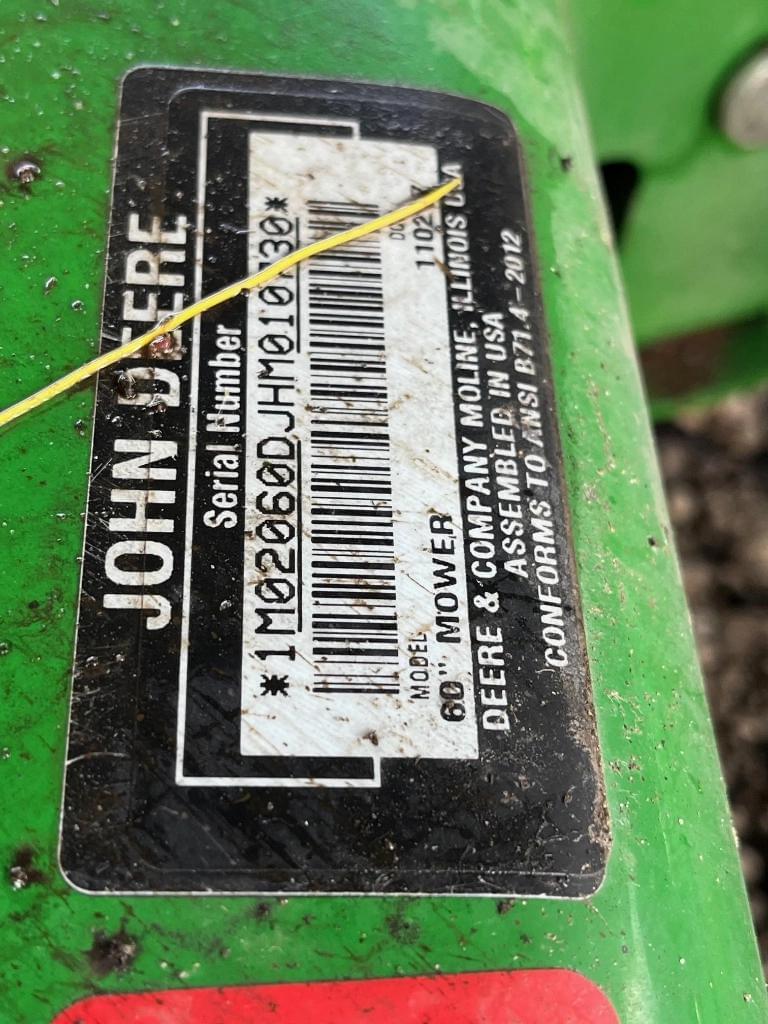 JOHN DEERE
Serial Number
*1M02060DJHM010730*
MODEL
60" MOWER
DEERE & COMPANY MOLINE, ILLINOIS USA
ASSEMBLED IN USA
CONFORMS TO ANSI B71.4-2012